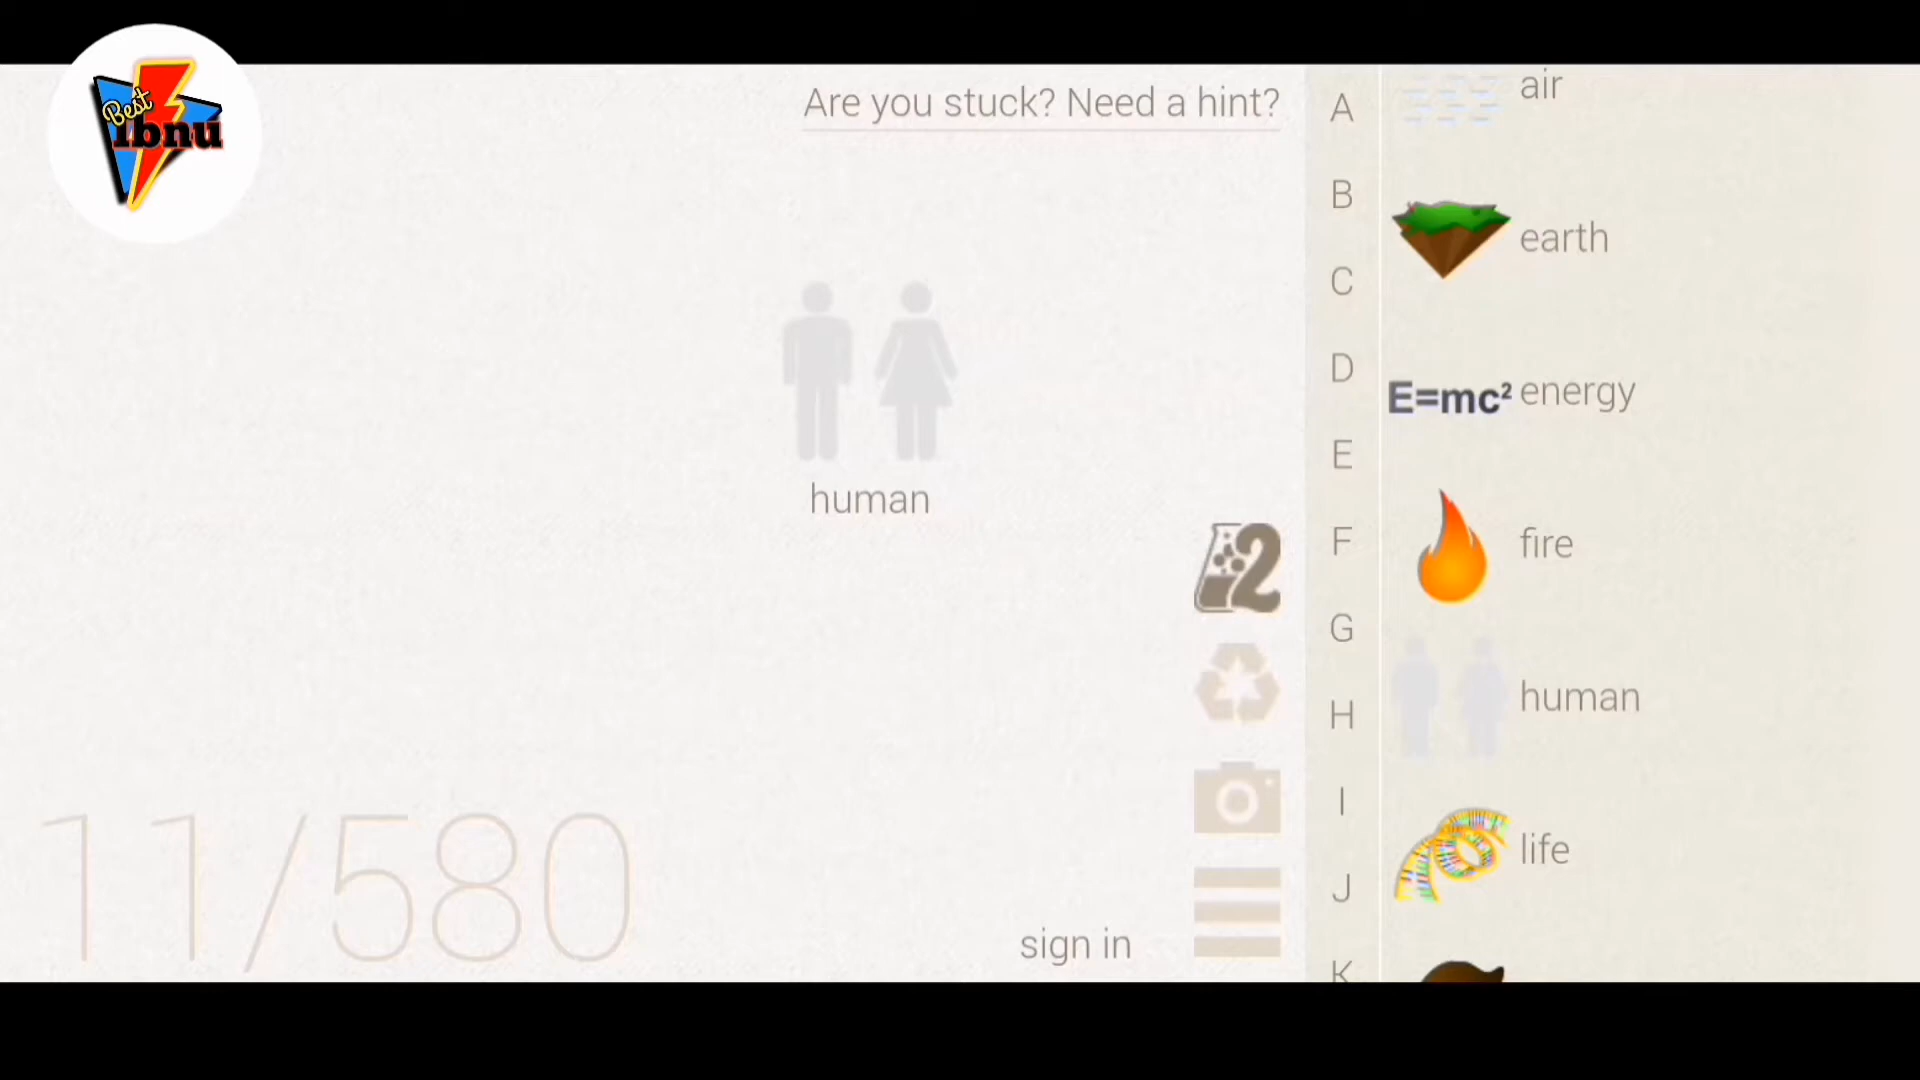 Best
Ibnu
Are you stuck? Need a hint?
human
11/580
sign in
2
A
B
C
D
E
F
G
H
I
J
K
air
earth
E=mc² energy
fire
human
life